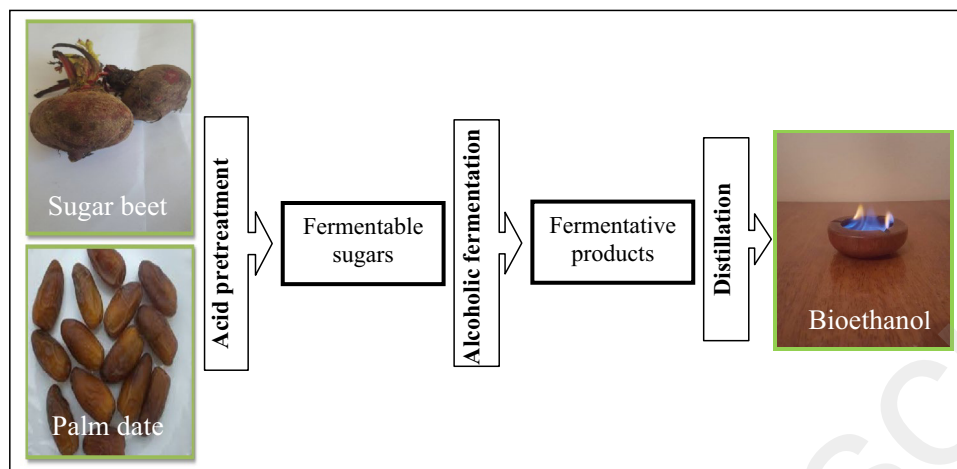 Sugar beet
Palm date
Acid pretreatment
Fermentable
sugars
Alcoholic fermentation
Fermentative
products
Distillation
Bioethanol